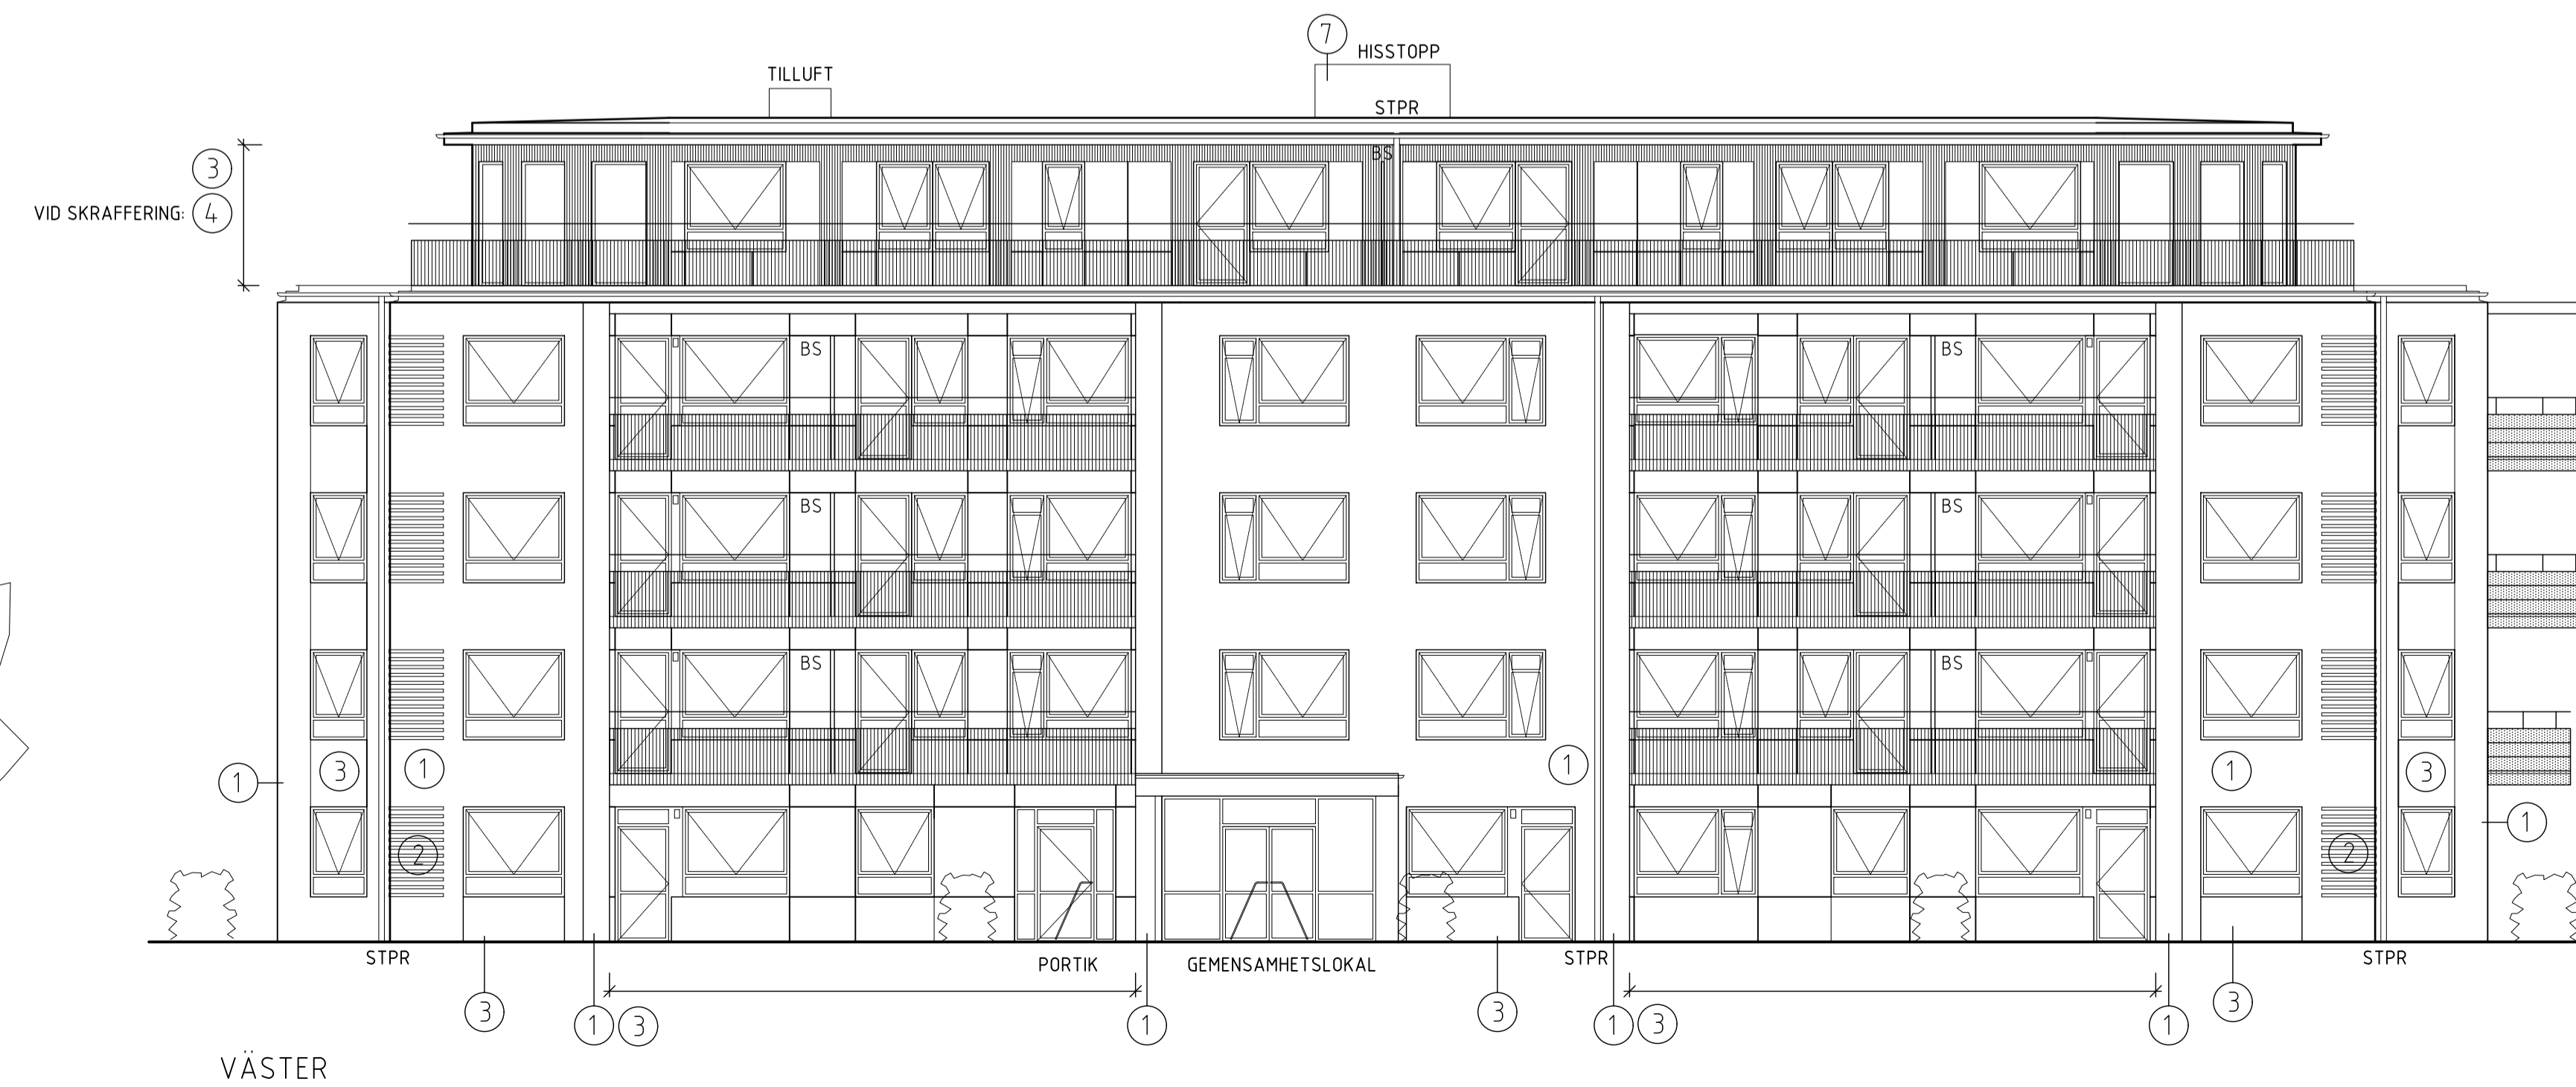 7
HISSTOPP
TILLUFT
STPR
BS
3
VID SKRAFFERING: 4
BS BS
BS BS
BS BS
1 3 1 1 1 3
1
2 2
STPR PORTIK GEMENSAMHETSLOKAL STPR STPR
3 1 3 1 3 1 3 1 3
VÄSTER